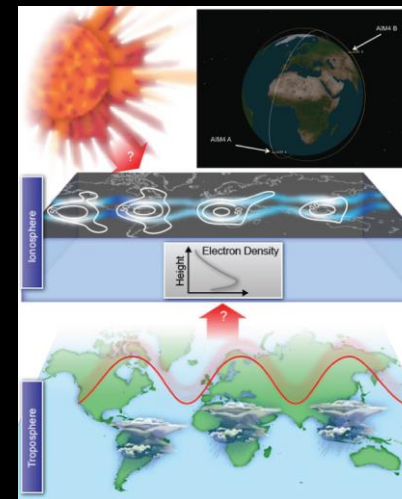 AIM4 B
AIM4 A
?
Ionosphere
Electron Density
Height
?
Troposphere